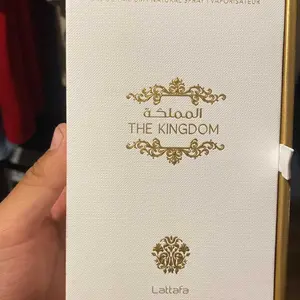 NATURAL SPRAY VAPORISATEUR
المملكة
THE KINGDOM
Lattafa